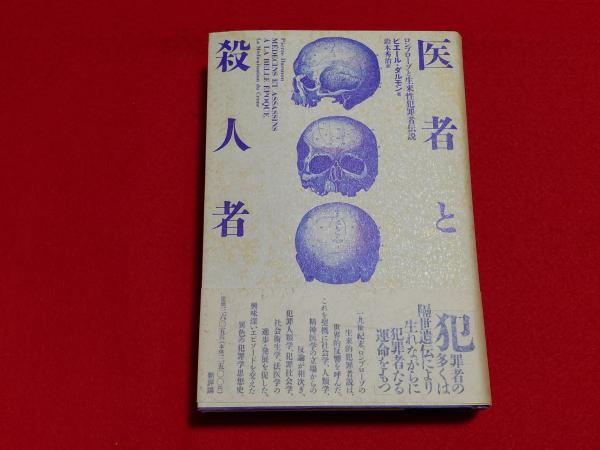 医者と
殺人者
ロンブローゾと生来性犯罪者伝説
ピエール・ダルモン著
鈴木秀治訳
Pierre Darmon
MÉDECINS ET ASSASSINS
À LA BELLE ÉPOQUE
La Médicalisation du Crime
犯罪者の
多くは
隔世遺伝により
生れながらに
犯罪者たる
運命をもつ
一九世紀末、ロンブローゾの
生来的犯罪者説は、
世界的反響を呼んだ。
これを契機に社会学、人類学、
精神医学の立場からの
反論が相次ぎ、
犯罪人類学、犯罪社会学、
社会衛生学、法医学の
進歩・発展を促した。
興味深いエピソードを交えた
異色の犯罪学思想史。
新評論